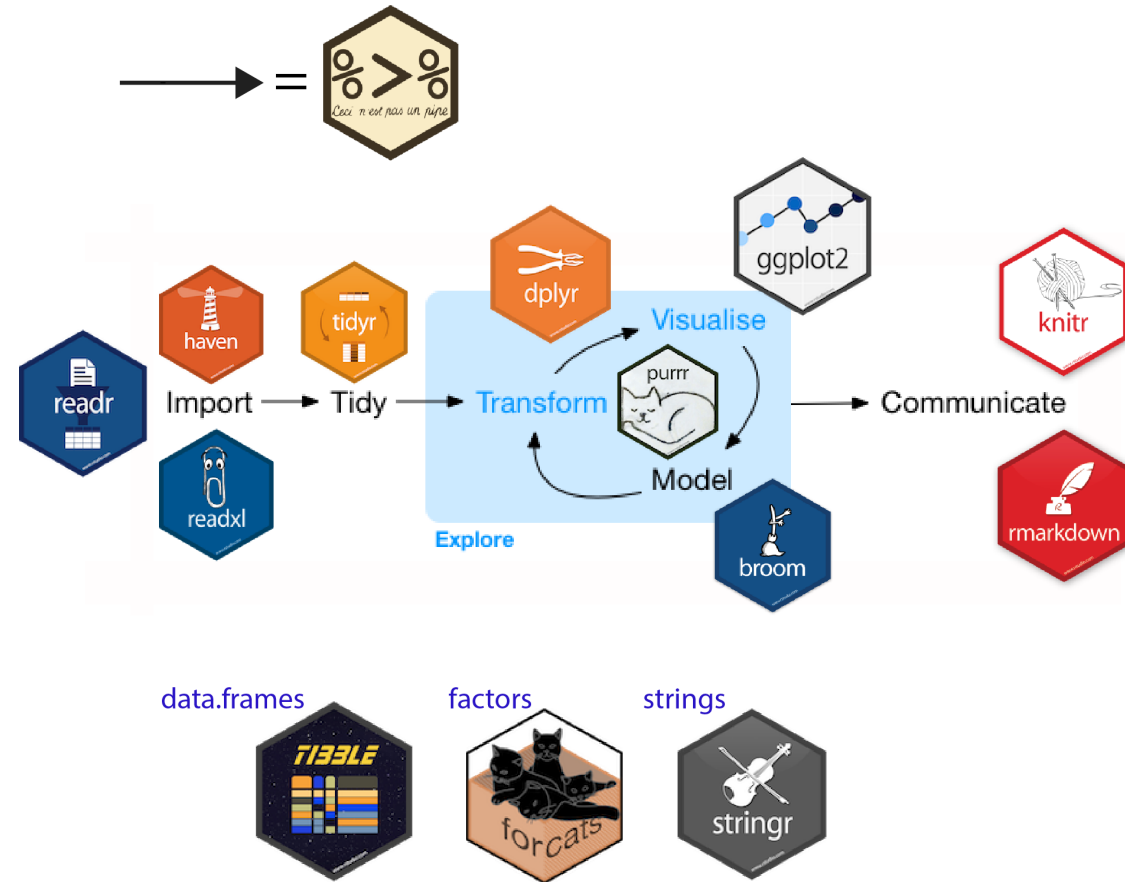 =
%>%
Ceci n'est pas un pipe
ggplot2
dplyr
Visualise
haven
tidyr
knitr
purrr
readr
Import
Tidy
Transform
Communicate
Model
readxl
Explore
broom
rmarkdown
data.frames
factors
strings
TIBBLE
forcats
stringr